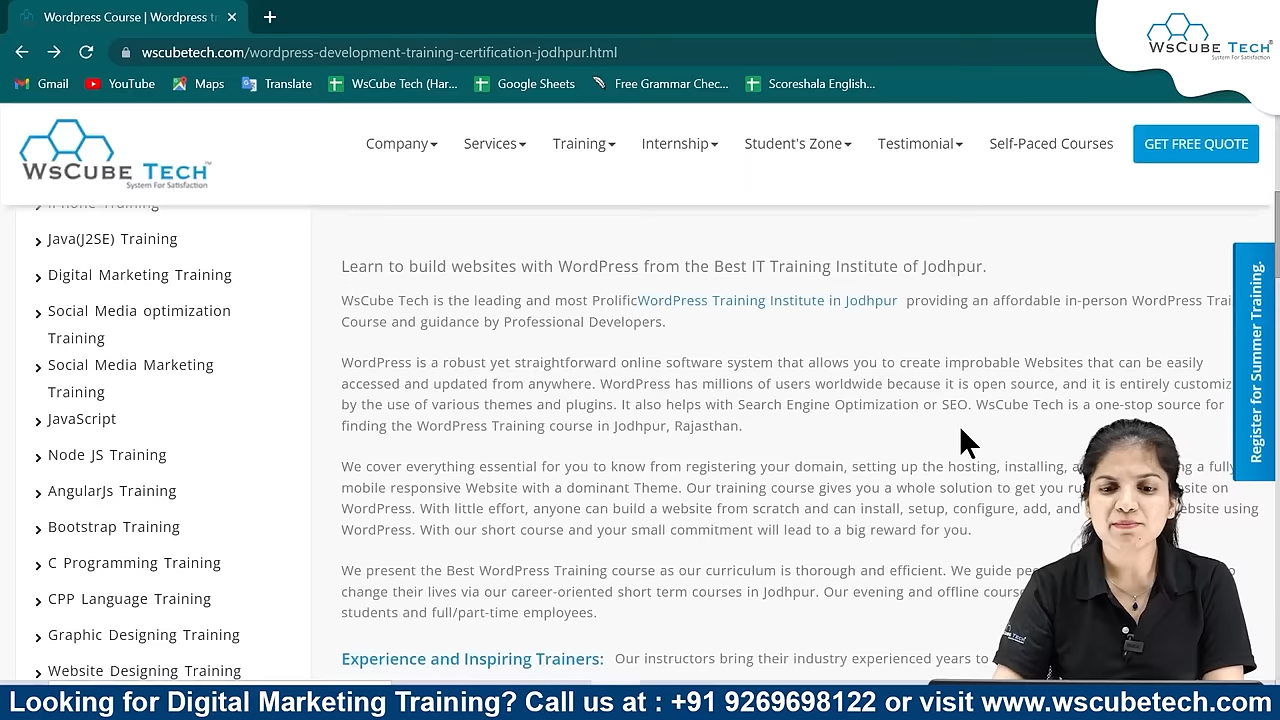 Wordpress Course | Wordpress tr
wscubetech.com/wordpress-development-training-certification-jodhpur.html
WSCUBE TECH
System For Satisfaction
Gmail YouTube Maps Translate WsCube Tech (Har... Google Sheets Free Grammar Chec... Scoreshala English...
WSCUBE TECH™
System For Satisfaction
Company Services Training Internship Student's Zone Testimonial Self-Paced Courses GET FREE QUOTE
iPhone Training
Java(J2SE) Training
Digital Marketing Training
Social Media optimization
Training
Social Media Marketing
Training
JavaScript
Node JS Training
AngularJs Training
Bootstrap Training
C Programming Training
CPP Language Training
Graphic Designing Training
Website Designing Training
Learn to build websites with WordPress from the Best IT Training Institute of Jodhpur.
WsCube Tech is the leading and most ProlificWordPress Training Institute in Jodhpur providing an affordable in-person WordPress Trai
Course and guidance by Professional Developers.
WordPress is a robust yet straightforward online software system that allows you to create improbable Websites that can be easily
accessed and updated from anywhere. WordPress has millions of users worldwide because it is open source, and it is entirely customiz
by the use of various themes and plugins. It also helps with Search Engine Optimization or SEO. WsCube Tech is a one-stop source for
finding the WordPress Training course in Jodhpur, Rajasthan.
We cover everything essential for you to know from registering your domain, setting up the hosting, installing, a g a fully
mobile response Website with a dominant Theme. Our training course gives you a whole solution to get you ru site on
WordPress. With little effort, anyone can build a website from scratch and can install, setup, configure, add, and ebsite using
WordPress. With our short course and your small commitment will lead to a big reward for you.
We present the Best WordPress Training course as our curriculum is thorough and efficient. We guide pe o
change their lives via our career-oriented short term courses in Jodhpur. Our evening and offline cours
students and full/part-time employees.
Experience and Inspiring Trainers: Our instructors bring their industry experienced years to
Register for Summer Training.
Looking for Digital Marketing Training? Call us at : +91 9269698122 or visit www.wscubetech.com